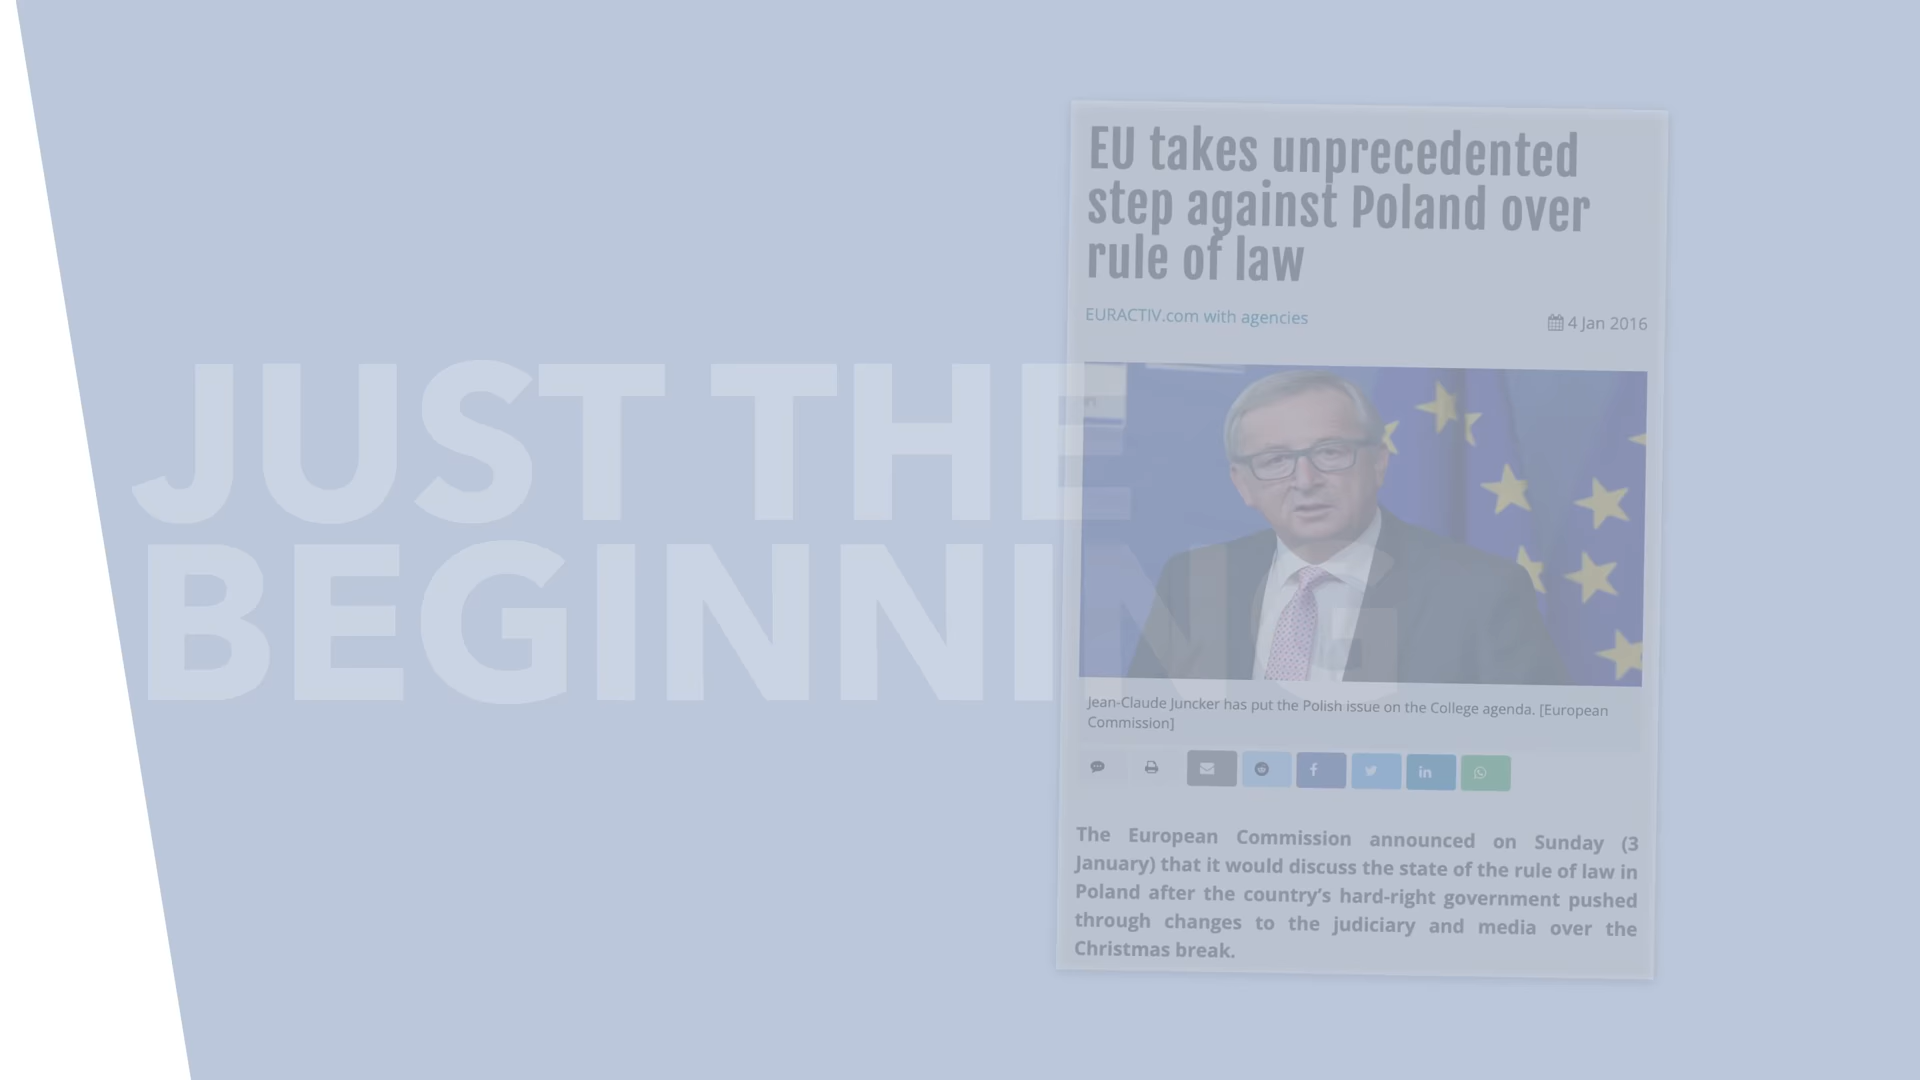 JUST THE
BEGINNING
EU takes unprecedented
step against Poland over
rule of law
EURACTIV.com with agencies
4 Jan 2016
Jean-Claude Juncker has put the Polish issue on the College agenda. [European
Commission]
The European Commission announced on Sunday (3
January) that it would discuss the state of the rule of law in
Poland after the country’s hard-right government pushed
through changes to the judiciary and media over the
Christmas break.